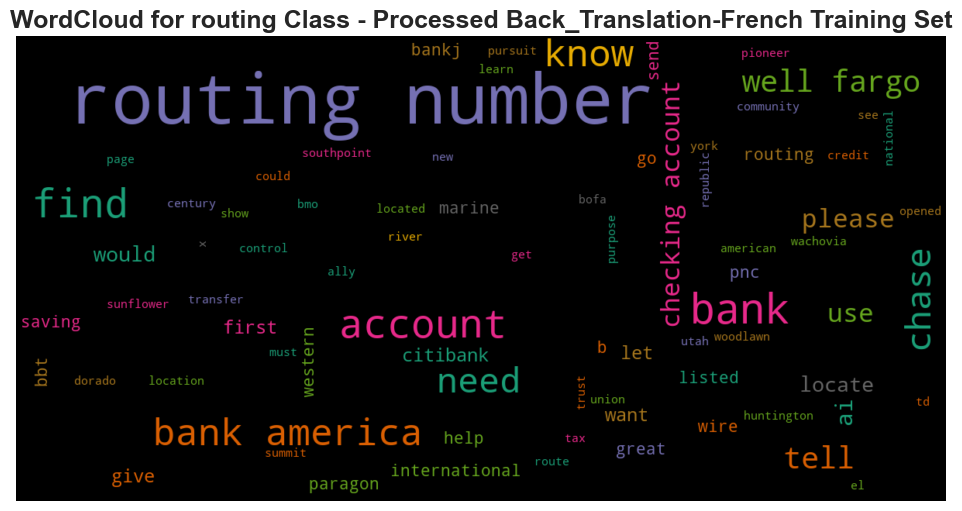 WordCloud for routing Class - Processed Back_Translation-French Training Set
bankj pursuit know send pioneer
learn
routing number
well fargo
checking account
community
see
national
page
southpoint
new
go
york
routing
credit
republic
could
find
century
show
bmo
located
marine
bofa
purpose
please
opened
would
x
control
river
get
american
wachovia
ally
pnc
chase
sunflower
transfer
saving
first
account
bank
use
must
western
citibank
b
let
utah
woodlawn
bbt
dorado
location
need
trust
listed
locate
union
want
huntington
ai
td
bank america
summit
help
tax
wire
great
tell
give
paragon
international
route
el